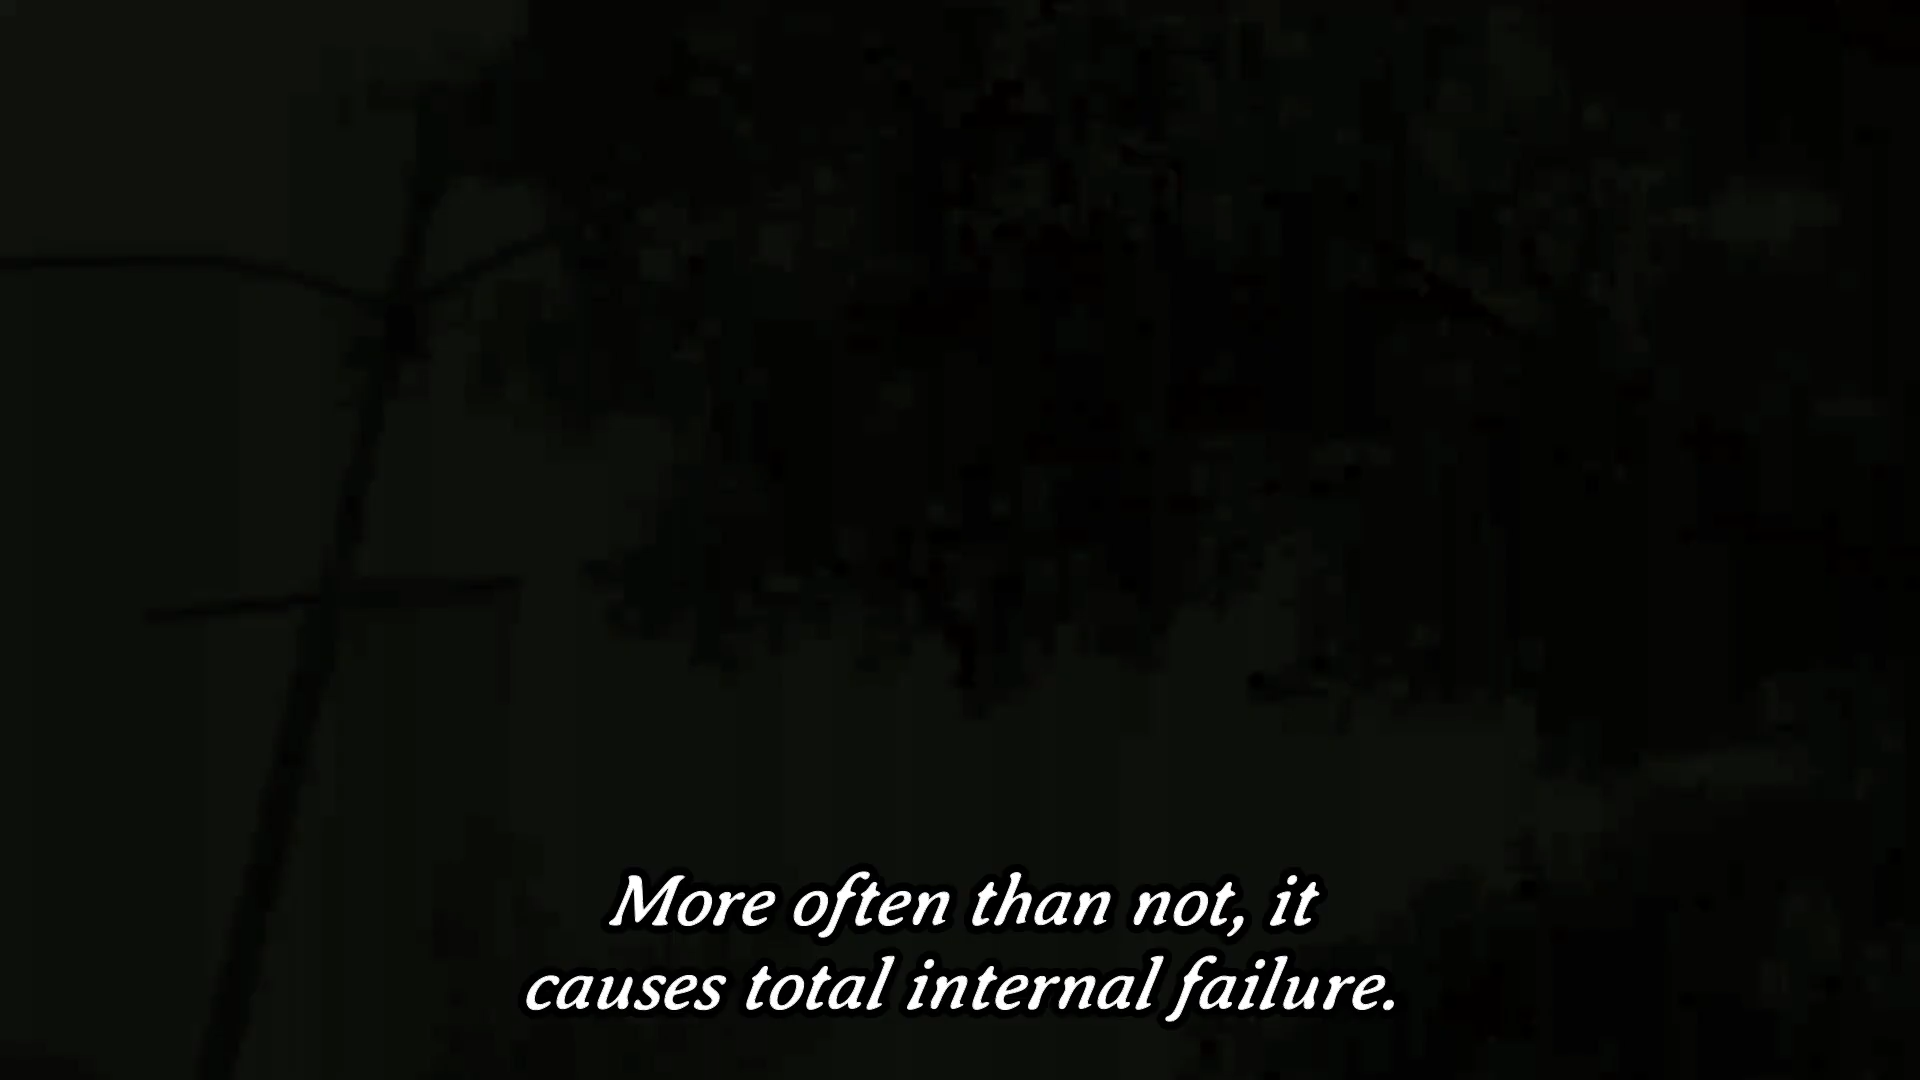 More often than not, it
causes total internal failure.